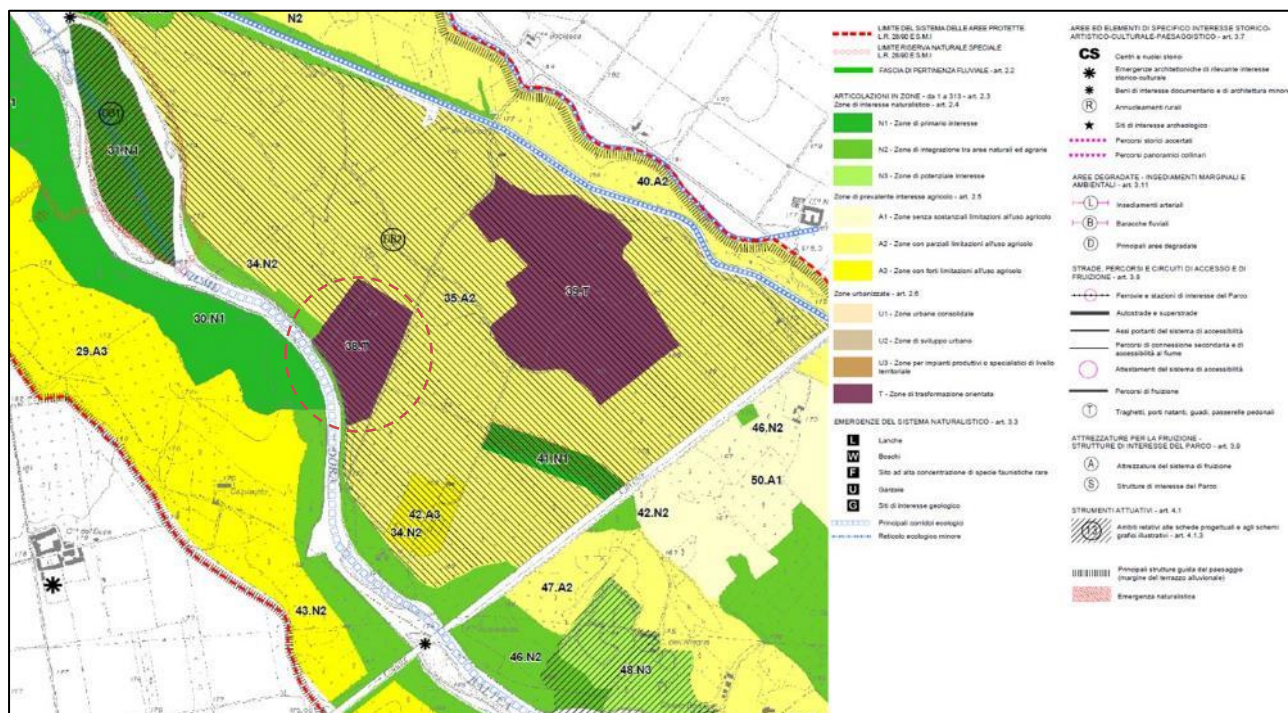 N2
40.A2
DB1
31.N1
DB2
34.N2
35.A2
39.T
38.T
30.N1
29.A3
46.N2
41.N1
50.A1
42.A3
34.N2
42.N2
47.A2
43.N2
46.N2
48.N3
LIMITE DEL SISTEMA DELLE AREE PROTETTE
L.R. 28/90 E S.M.I
LIMITE RISERVA NATURALE SPECIALE
L.R. 28/90 E S.M.I
FASCIA DI PERTINENZA FLUVIALE - art. 2.2
ARTICOLAZIONI IN ZONE - da 1 a 313 - art. 2.3
Zone di interesse naturalistico - art. 2.4
N1 - Zone di primario interesse
N2 - Zone di integrazione tra aree naturali ed agrarie
N3 - Zone di potenziale interesse
Zone di prevalente interesse agricolo - art. 2.5
A1 - Zone senza sostanziali limitazioni all'uso agricolo
A2 - Zone con parziali limitazioni all'uso agricolo
A3 - Zone con forti limitazioni all'uso agricolo
Zone urbanizzate - art. 2.6
U1 - Zone urbane consolidate
U2 - Zone di sviluppo urbano
U3 - Zone per impianti produttivi o specialistici di livello
territoriale
T - Zone di trasformazione orientata
EMERGENZE DEL SISTEMA NATURALISTICO - art. 3.3
L Lanche
W Boschi
F Sito ad alta concentrazione di specie faunistiche rare
U Garzaie
G Siti di interesse geologico
Principali corridoi ecologici
Reticolo ecologico minore
AREE ED ELEMENTI DI SPECIFICO INTERESSE STORICO-
ARTISTICO-CULTURALE-PAESAGGISTICO - art. 3.7
CS Centri e nuclei storici
Emergenze architettoniche di rilevante interesse
storico-culturale
Beni di interesse documentario e di architettura minore
R Annucleamenti rurali
Siti di interesse archeologico
Percorsi storici accertati
Percorsi panoramici collinari
AREE DEGRADATE - INSEDIAMENTI MARGINALI E
AMBIENTALI - art. 3.11
L Insediamenti arteriali
B Baracche fluviali
D Principali aree degradate
STRADE, PERCORSI E CIRCUITI DI ACCESSO E DI
FRUIZIONE - art. 3.8
Ferrovie e stazioni di interesse del Parco
Autostrade e superstrade
Assi portanti del sistema di accessibilità
Percorsi di connessione secondaria e di
accessibilità al fiume
Attestamenti del sistema di accessibilità
Percorsi di fruizione
T Traghetti, porti natanti, guadi, passerelle pedonali
ATTREZZATURE PER LA FRUIZIONE -
STRUTTURE DI INTERESSE DEL PARCO - art. 3.9
A Attrezzature del sistema di fruizione
S Strutture di interesse del Parco
STRUMENTI ATTUATIVI - art. 4.1
13 Ambiti relativi alle schede progettuali e agli schemi
grafici illustrativi - art. 4.1.3
Principali strutture guida del paesaggio
(margine del terrazzo alluvionale)
Emergenza naturalistica